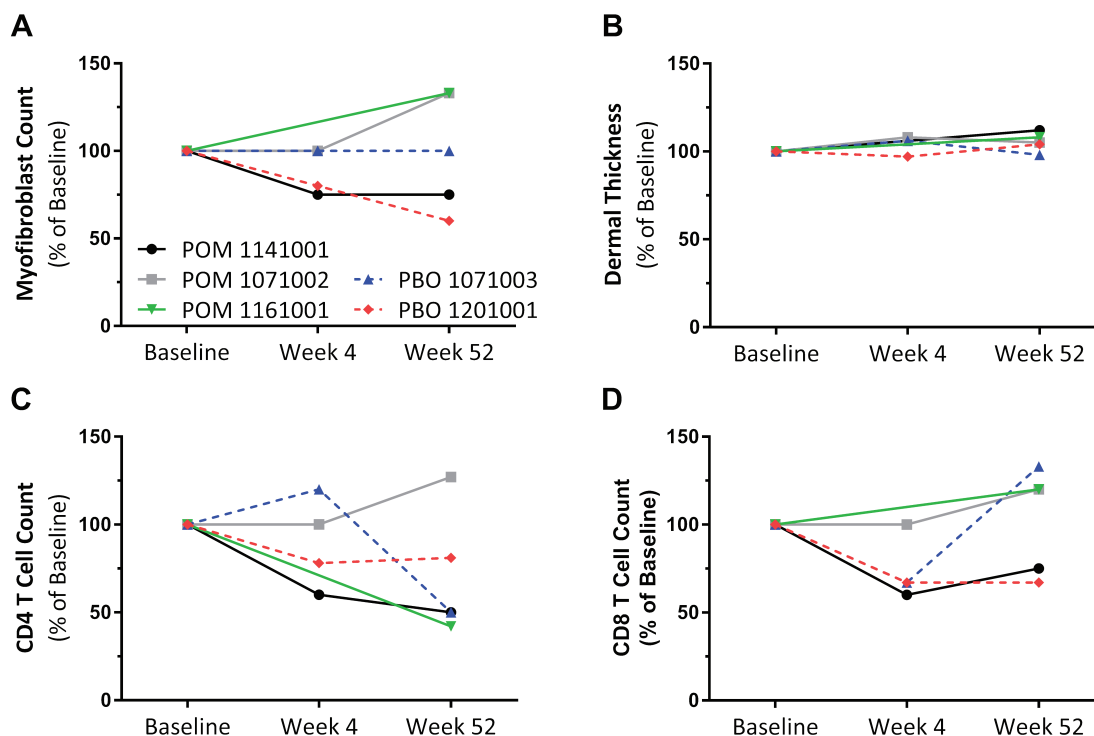 A
Myofibroblast Count
(% of Baseline)
150
100
50
0
POM 1141001
POM 1071002
POM 1161001
PBO 1071003
PBO 1201001
Baseline
Week 4
Week 52
B
Dermal Thickness
(% of Baseline)
150
100
50
0
Baseline
Week 4
Week 52
C
CD4 T Cell Count
(% of Baseline)
150
100
50
0
Baseline
Week 4
Week 52
D
CD8 T Cell Count
(% of Baseline)
150
100
50
0
Baseline
Week 4
Week 52